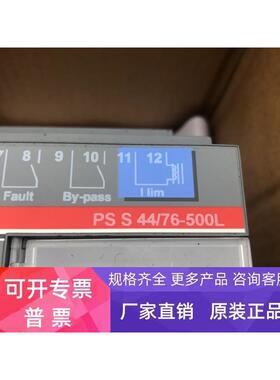 7 8 9 10 11 12
Fault By-pass I lim
PS S 44/76-500L
可开专票
普票
规格齐全 更多产品 咨询客服
厂家直销 原装正品